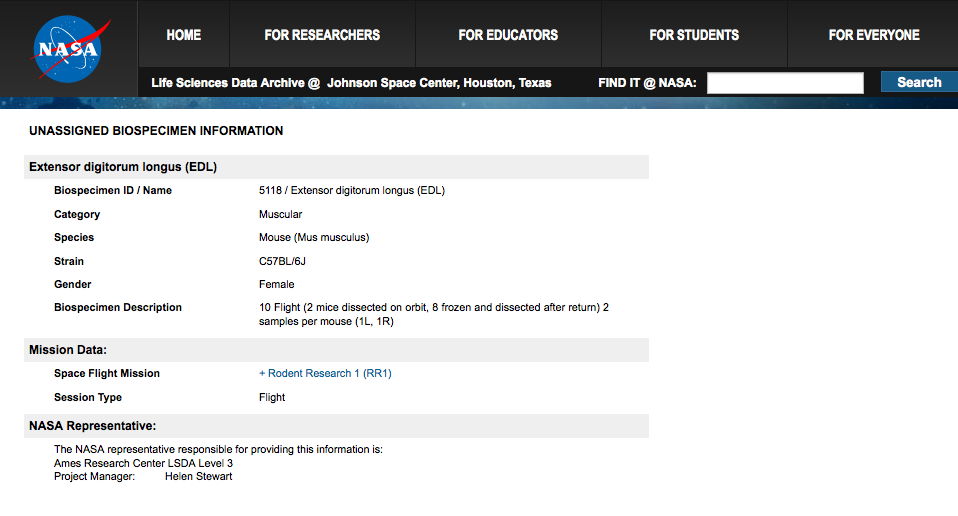 NASA
HOME
FOR RESEARCHERS
FOR EDUCATORS
FOR STUDENTS
FOR EVERYONE
Life Sciences Data Archive @ Johnson Space Center, Houston, Texas
FIND IT @ NASA:
Search
UNASSIGNED BIOSPECIMEN INFORMATION
Extensor digitorum longus (EDL)
Biospecimen ID / Name 5118 / Extensor digitorum longus (EDL)
Category Muscular
Species Mouse (Mus musculus)
Strain C57BL/6J
Gender Female
Biospecimen Description 10 Flight (2 mice dissected on orbit, 8 frozen and dissected after return) 2
samples per mouse (1L, 1R)
Mission Data:
Space Flight Mission + Rodent Research 1 (RR1)
Session Type Flight
NASA Representative:
The NASA representative responsible for providing this information is:
Ames Research Center LSDA Level 3
Project Manager: Helen Stewart